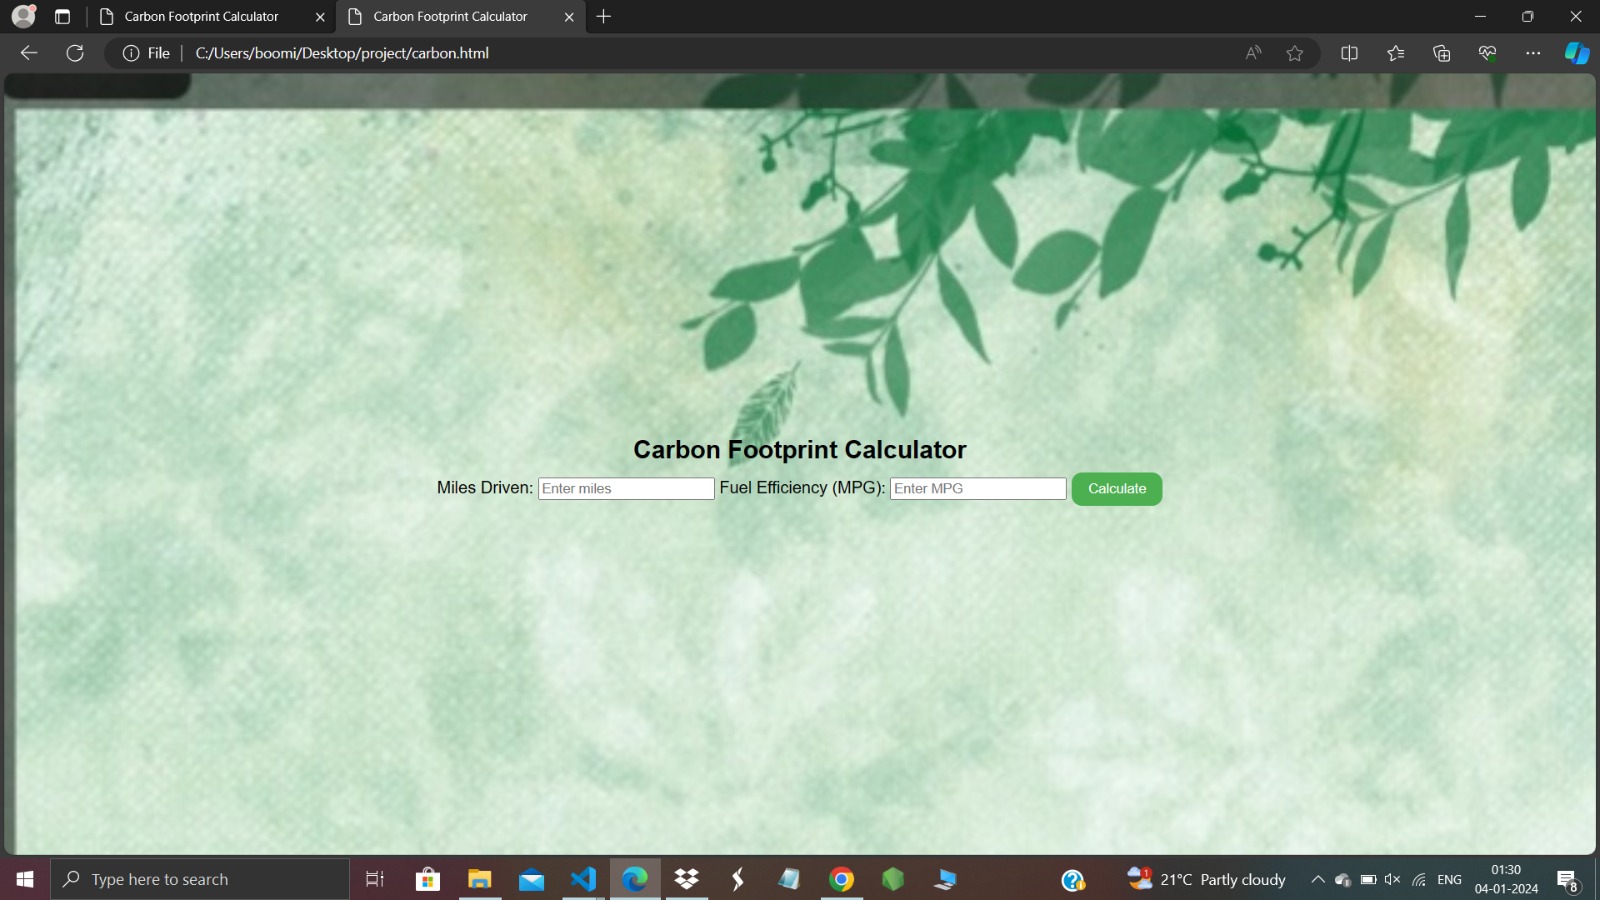 Carbon Footprint Calculator
Carbon Footprint Calculator
File
C:/Users/boomi/Desktop/project/carbon.html
Carbon Footprint Calculator
Miles Driven: Enter miles Fuel Efficiency (MPG): Enter MPG Calculate
Type here to search
1
21°C Partly cloudy
ENG
01:30
04-01-2024
8